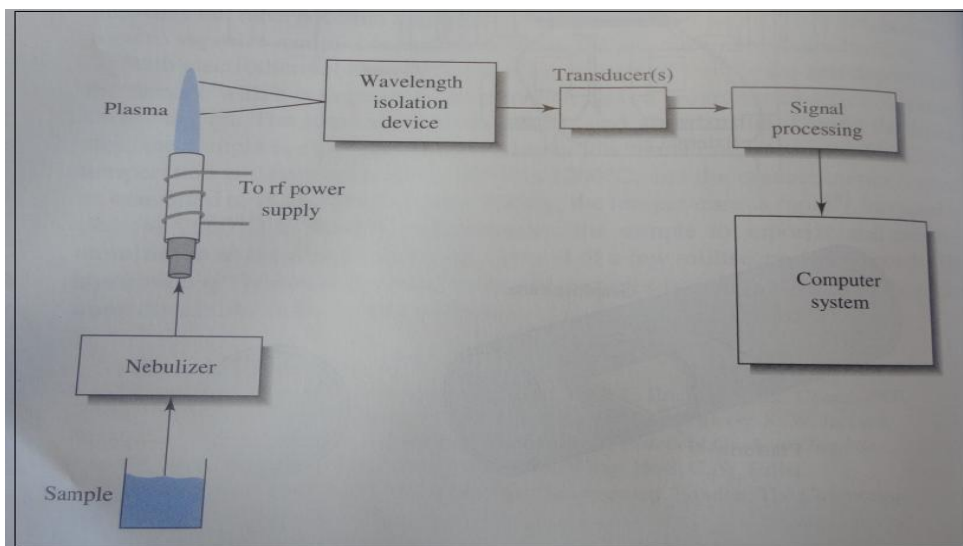 Plasma
Wavelength
isolation
device
Transducer(s)
Signal
processing
To rf power
supply
Computer
system
Nebulizer
Sample